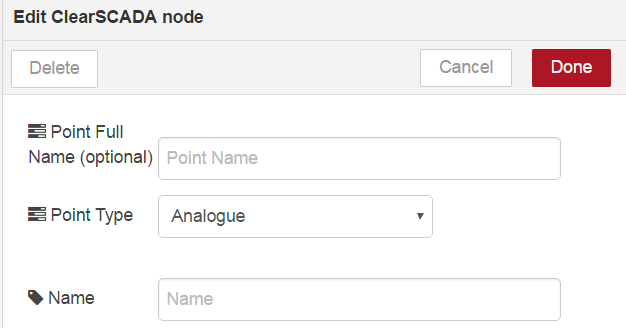 Edit ClearSCADA node
Delete
Cancel
Done
Point Full
Name (optional)
Point Name
Point Type
Analogue
Name
Name